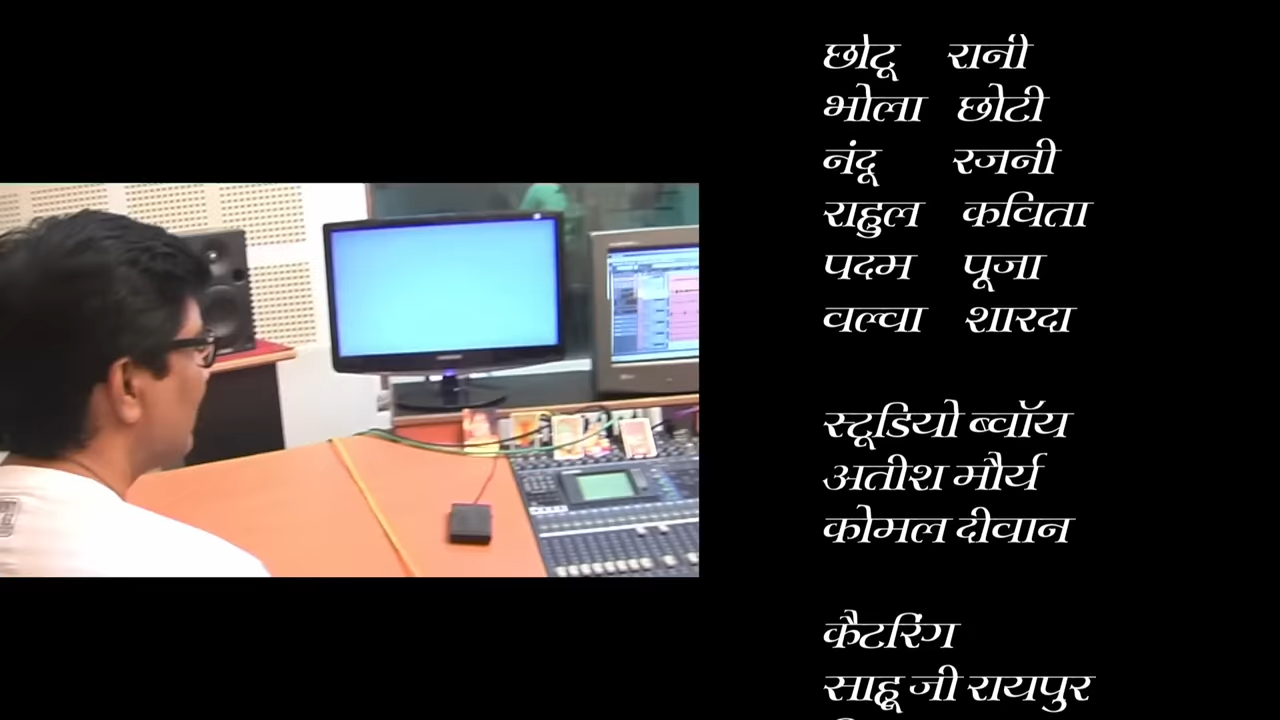 छोटू रानी
भोला छोटी
नंदू रजनी
राहुल कविता
पदम पूजा
वल्वा शारदा
स्टूडियो ब्वॉय
अतीश मौर्य
कोमल दीवान
कैटरिंग
साहू जी रायपुर